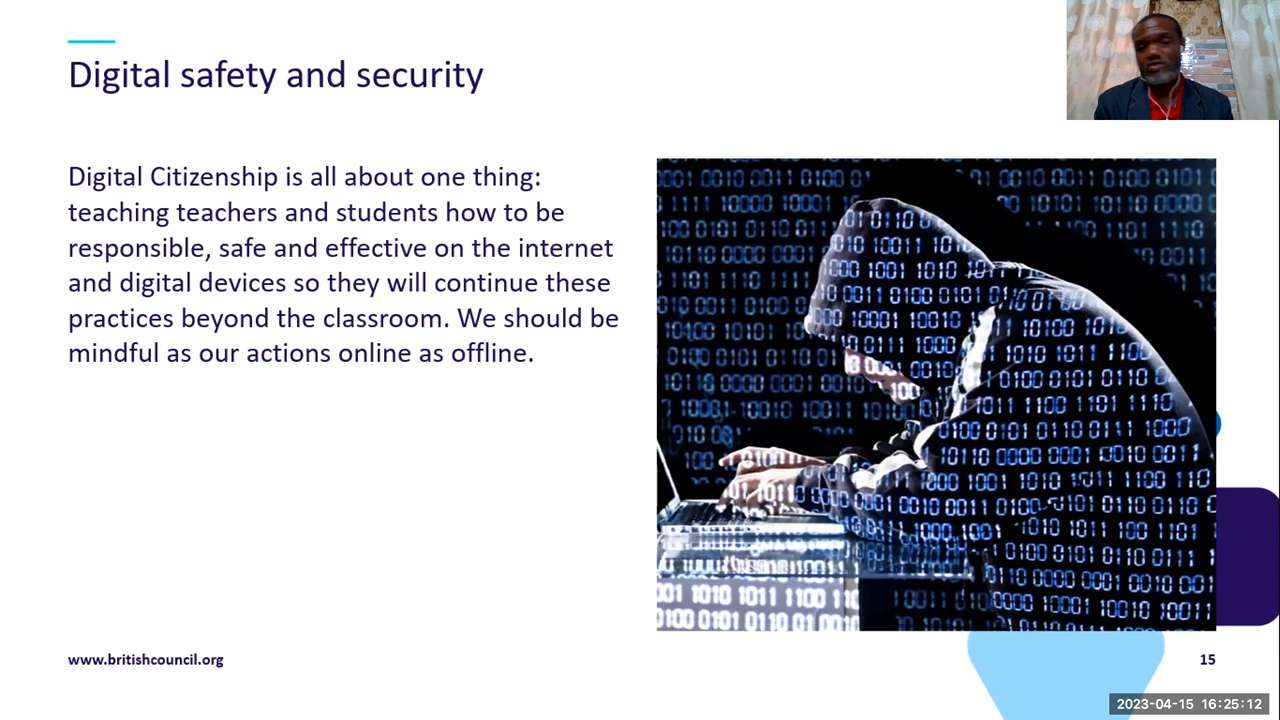 Digital safety and security
Digital Citizenship is all about one thing:
teaching teachers and students how to be
responsible, safe and effective on the internet
and digital devices so they will continue these
practices beyond the classroom. We should be
mindful as our actions online as offline.
www.britishcouncil.org
15
2023-04-15 16:25:12